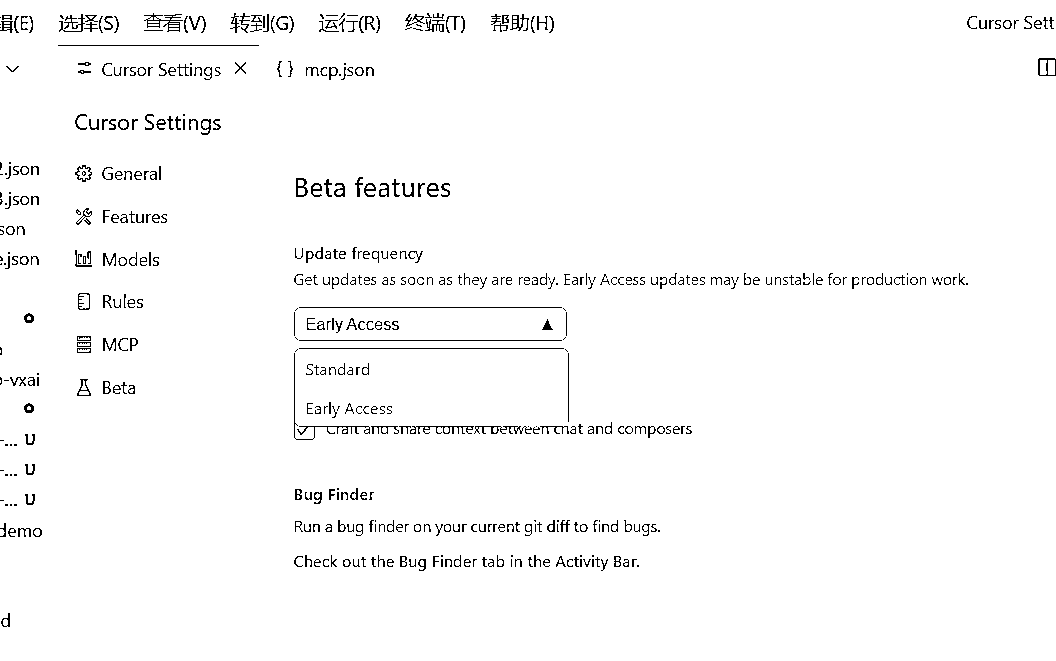 辑(E) 选择(S) 查看(V) 转到(G) 运行(R) 终端(T) 帮助(H) Cursor Sett
Cursor Settings mcp.json
Cursor Settings
2.json
3.json
son
e.json
-vxai
-... U
-... U
-... U
demo
d
General
Features
Models
Rules
MCP
Beta
Beta features
Update frequency
Get updates as soon as they are ready. Early Access updates may be unstable for production work.
Early Access
Standard
Early Access
Craft and share context between chat and composers
Bug Finder
Run a bug finder on your current git diff to find bugs.
Check out the Bug Finder tab in the Activity Bar.